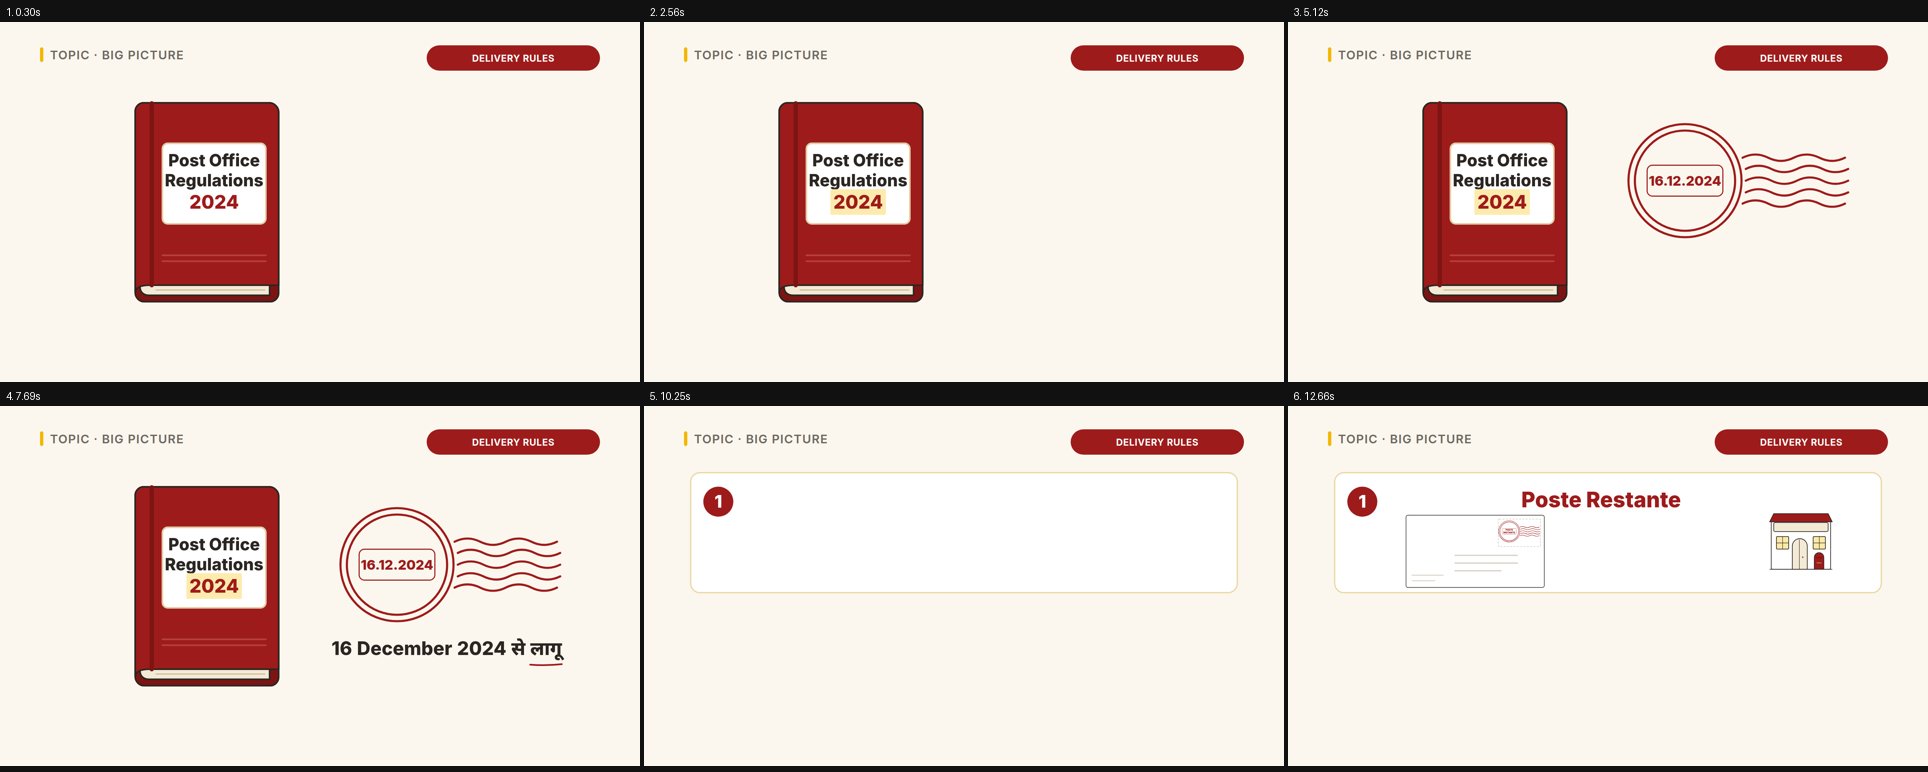 1. 0.30s
TOPIC · BIG PICTURE
DELIVERY RULES
Post Office
Regulations
2024
2. 2.56s
TOPIC · BIG PICTURE
DELIVERY RULES
Post Office
Regulations
2024
3. 5.12s
TOPIC · BIG PICTURE
DELIVERY RULES
Post Office
Regulations
2024
16.12.2024
4. 7.69s
TOPIC · BIG PICTURE
DELIVERY RULES
Post Office
Regulations
2024
16.12.2024
16 December 2024 से लागू
5. 10.25s
TOPIC · BIG PICTURE
DELIVERY RULES
1
6. 12.66s
TOPIC · BIG PICTURE
DELIVERY RULES
1
Poste Restante